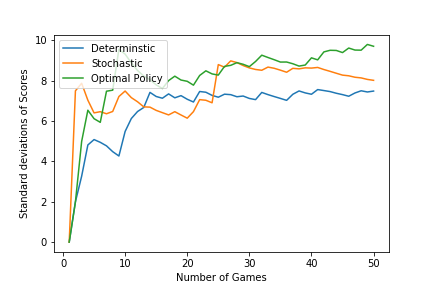 Determinstic
Stochastic
Optimal Policy
Standard deviations of Scores
10
8
6
4
2
0
0
10
20
30
40
50
Number of Games